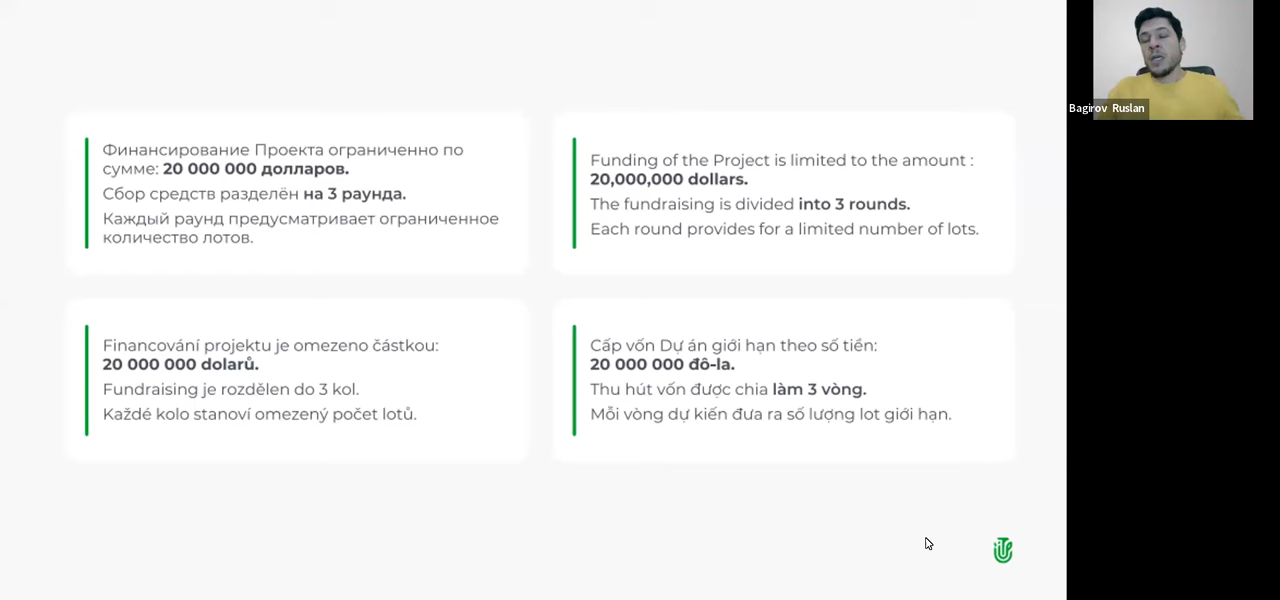 Финансирование Проекта ограниченно по
сумме: 20 000 000 долларов.
Сбор средств разделён на 3 раунда.
Каждый раунд предусматривает ограниченное
количество лотов.
Funding of the Project is limited to the amount :
20,000,000 dollars.
The fundraising is divided into 3 rounds.
Each round provides for a limited number of lots.
Financování projektu je omezeno částkou:
20 000 000 dolarů.
Fundraising je rozdělen do 3 kol.
Každé kolo stanoví omezený počet lotů.
Cấp vốn Dự án giới hạn theo số tiền:
20 000 000 đô-la.
Thu hút vốn được chia làm 3 vòng.
Mỗi vòng dự kiến đưa ra số lượng lot giới hạn.
Bagirov Ruslan